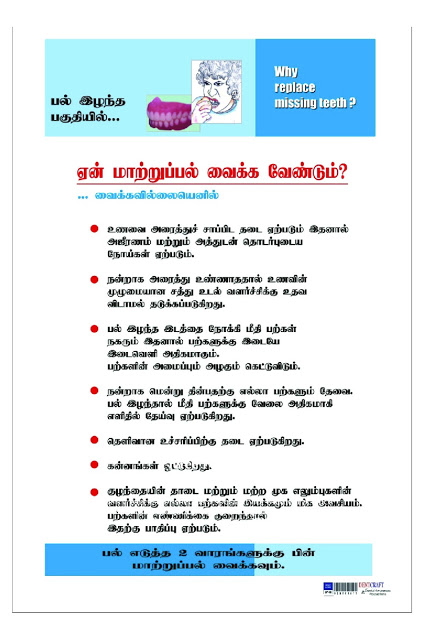 பல் இழந்த
பகுதியில்...
Why
replace
missing teeth ?
ஏன் மாற்றுப்பல் வைக்க வேண்டும்?
... வைக்கவில்லையெனில்
உணவை அரைத்துச் சாப்பிட தடை ஏற்படும் இதனால்
அஜீரணம் மற்றும் அத்துடன் தொடர்புடைய
நோய்கள் ஏற்படும்.
நன்றாக அரைத்து உண்ணாததால் உணவின்
முழுமையான சத்து உடல் வளர்ச்சிக்கு உதவ
விடாமல் தடுக்கப்படுகிறது.
பல் இழந்த இடத்தை நோக்கி மீதி பற்கள்
நகரும் இதனால் பற்களுக்கு இடையே
இடைவெளி அதிகமாகும்.
பற்களின் அமைப்பும் அழகும் கெட்டுவிடும்.
நன்றாக மென்று தின்பதற்கு எல்லா பற்களும் தேவை.
பல் இழந்தால் மீதி பற்களுக்கு வேலை அதிகமாகி
எளிதில் தேய்வு ஏற்படுகிறது.
தெளிவான உச்சரிப்பிற்கு தடை ஏற்படுகிறது.
கன்னங்கள் ஒட்டுகிறது.
குழந்தையின் தாடை மற்றும் மற்ற முக எலும்புகளின்
வளர்ச்சிக்கு எல்லா பற்களின் இயக்கமும் மிக அவசியம்.
பற்களின் எண்ணிக்கை குறைந்தால்
இதற்கு பாதிப்பு ஏற்படும்.
பல் எடுத்த 2 வாரங்களுக்கு பின்
மாற்றுப்பல் வைக்கவும்.
DENTCRAFT